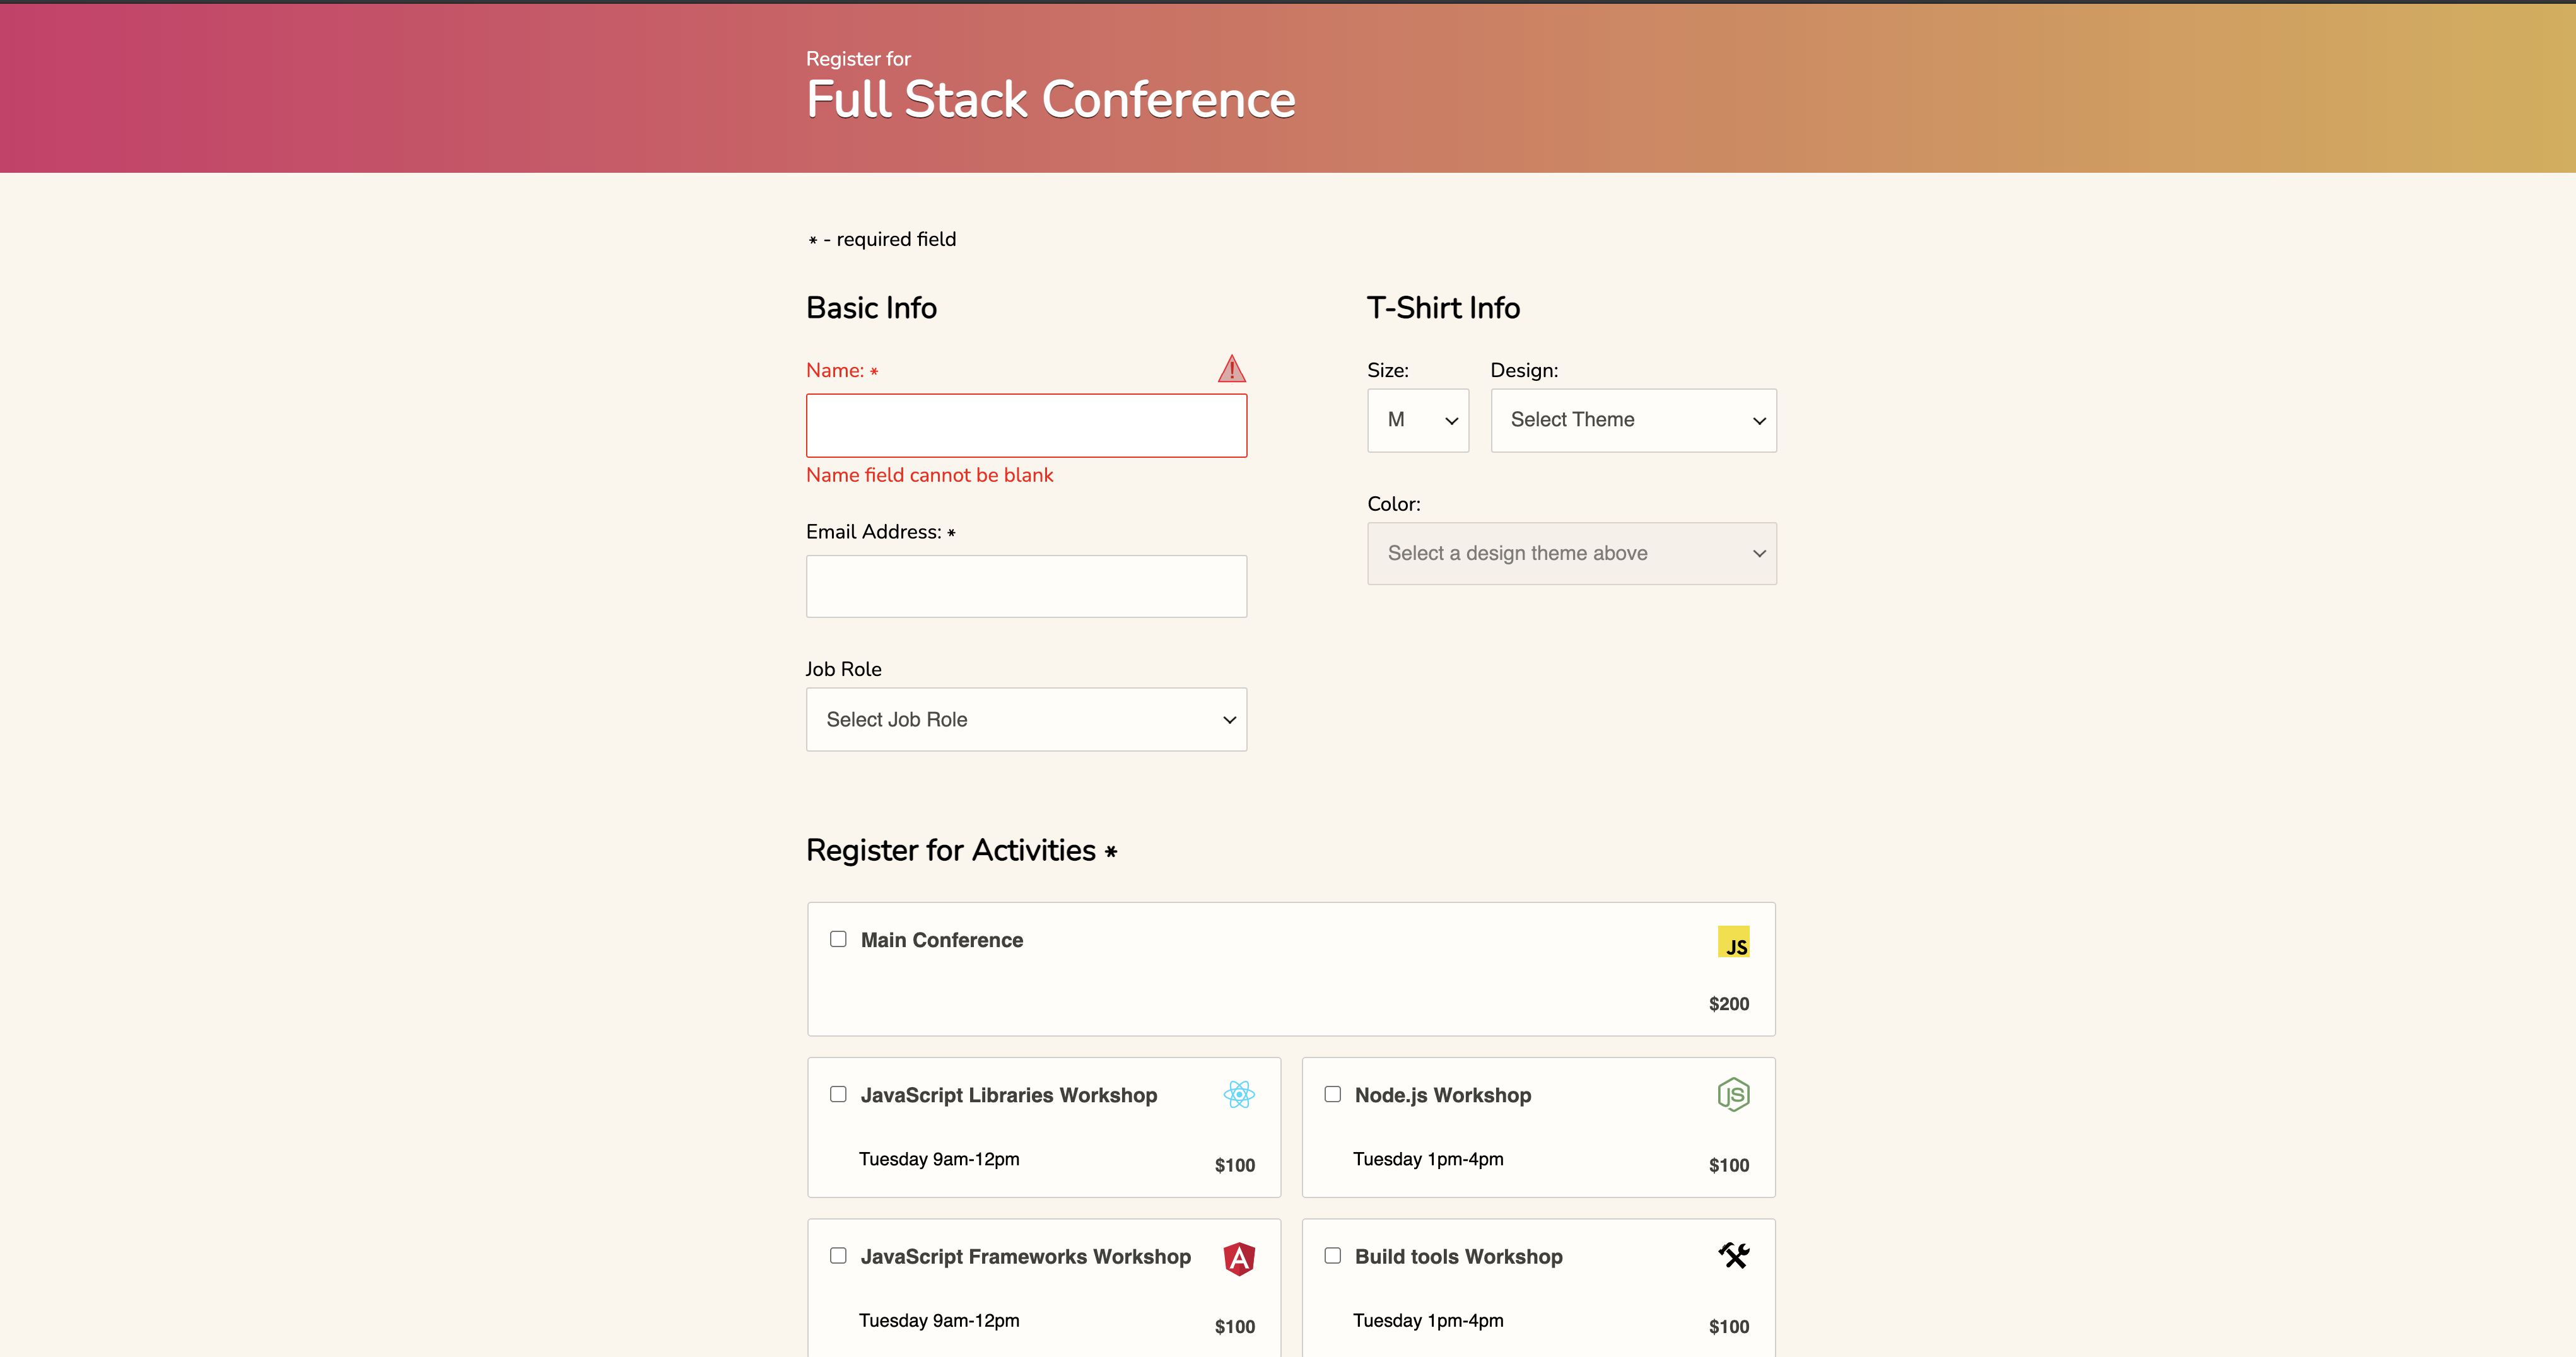 Register for
Full Stack Conference
* - required field
Basic Info
Name: *
Name field cannot be blank
Email Address: *
Job Role
Select Job Role
T-Shirt Info
Size:
M
Design:
Select Theme
Color:
Select a design theme above
Register for Activities *
Main Conference
JS
$200
JavaScript Libraries Workshop
Tuesday 9am-12pm
$100
Node.js Workshop
JS
Tuesday 1pm-4pm
$100
JavaScript Frameworks Workshop
A
Tuesday 9am-12pm
$100
Build tools Workshop
Tuesday 1pm-4pm
$100